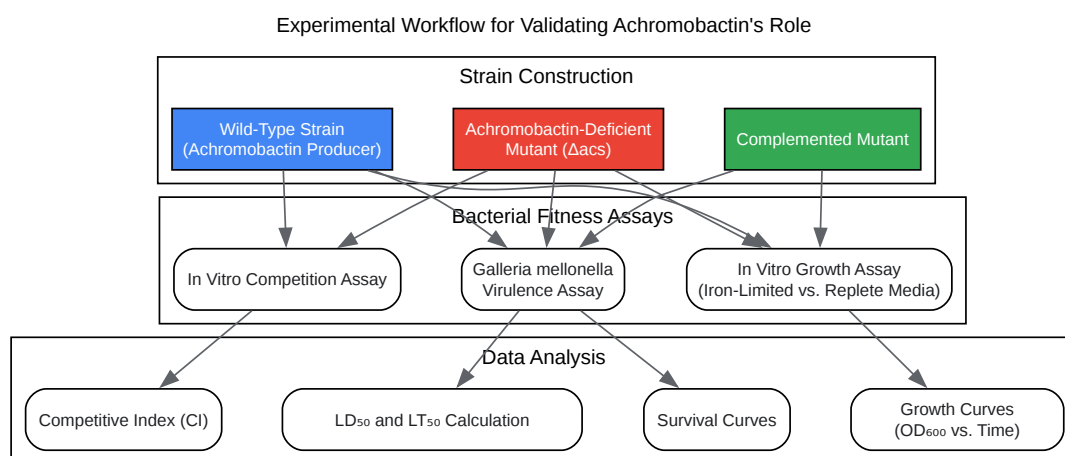 Experimental Workflow for Validating Achromobactin's Role
Strain Construction
Wild-Type Strain
(Achromobactin Producer)
Achromobactin-Deficient
Mutant (Δacs)
Complemented Mutant
Bacterial Fitness Assays
In Vitro Competition Assay
Galleria mellonella
Virulence Assay
In Vitro Growth Assay
(Iron-Limited vs. Replete Media)
Data Analysis
Competitive Index (CI)
LD₅₀ and LT₅₀ Calculation
Survival Curves
Growth Curves
(OD₆₀₀ vs. Time)